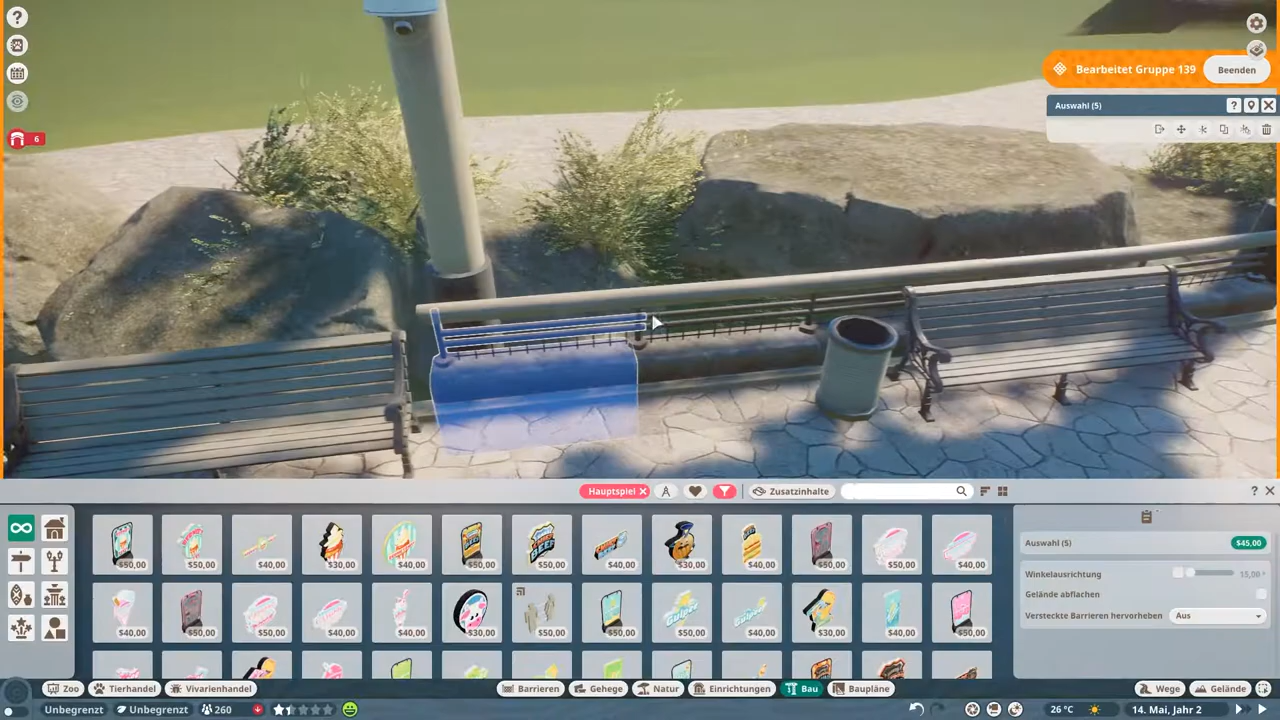 Bearbeitet Gruppe 139
Beenden
Auswahl (5)
6
Hauptspiel
Zusatzinhalte
$50,00 $50,00 $40,00 $30,00 $40,00 $50,00 $50,00 $40,00 $30,00 $40,00 $50,00 $50,00 $40,00
$40,00 $50,00 $50,00 $40,00 $40,00 $30,00 $50,00 $50,00 $50,00 $40,00 $30,00 $40,00 $50,00
Auswahl (5)
$45,00
Winkelausrichtung
15,00
Gelände abflachen
Versteckte Barrieren hervorheben
Aus
Zoo
Tierhandel
Vivarienhandel
Barrieren
Gehege
Natur
Einrichtungen
Bau
Baupläne
Wege
Gelände
Unbegrenzt
Unbegrenzt
260
26 °C
14. Mai, Jahr 2